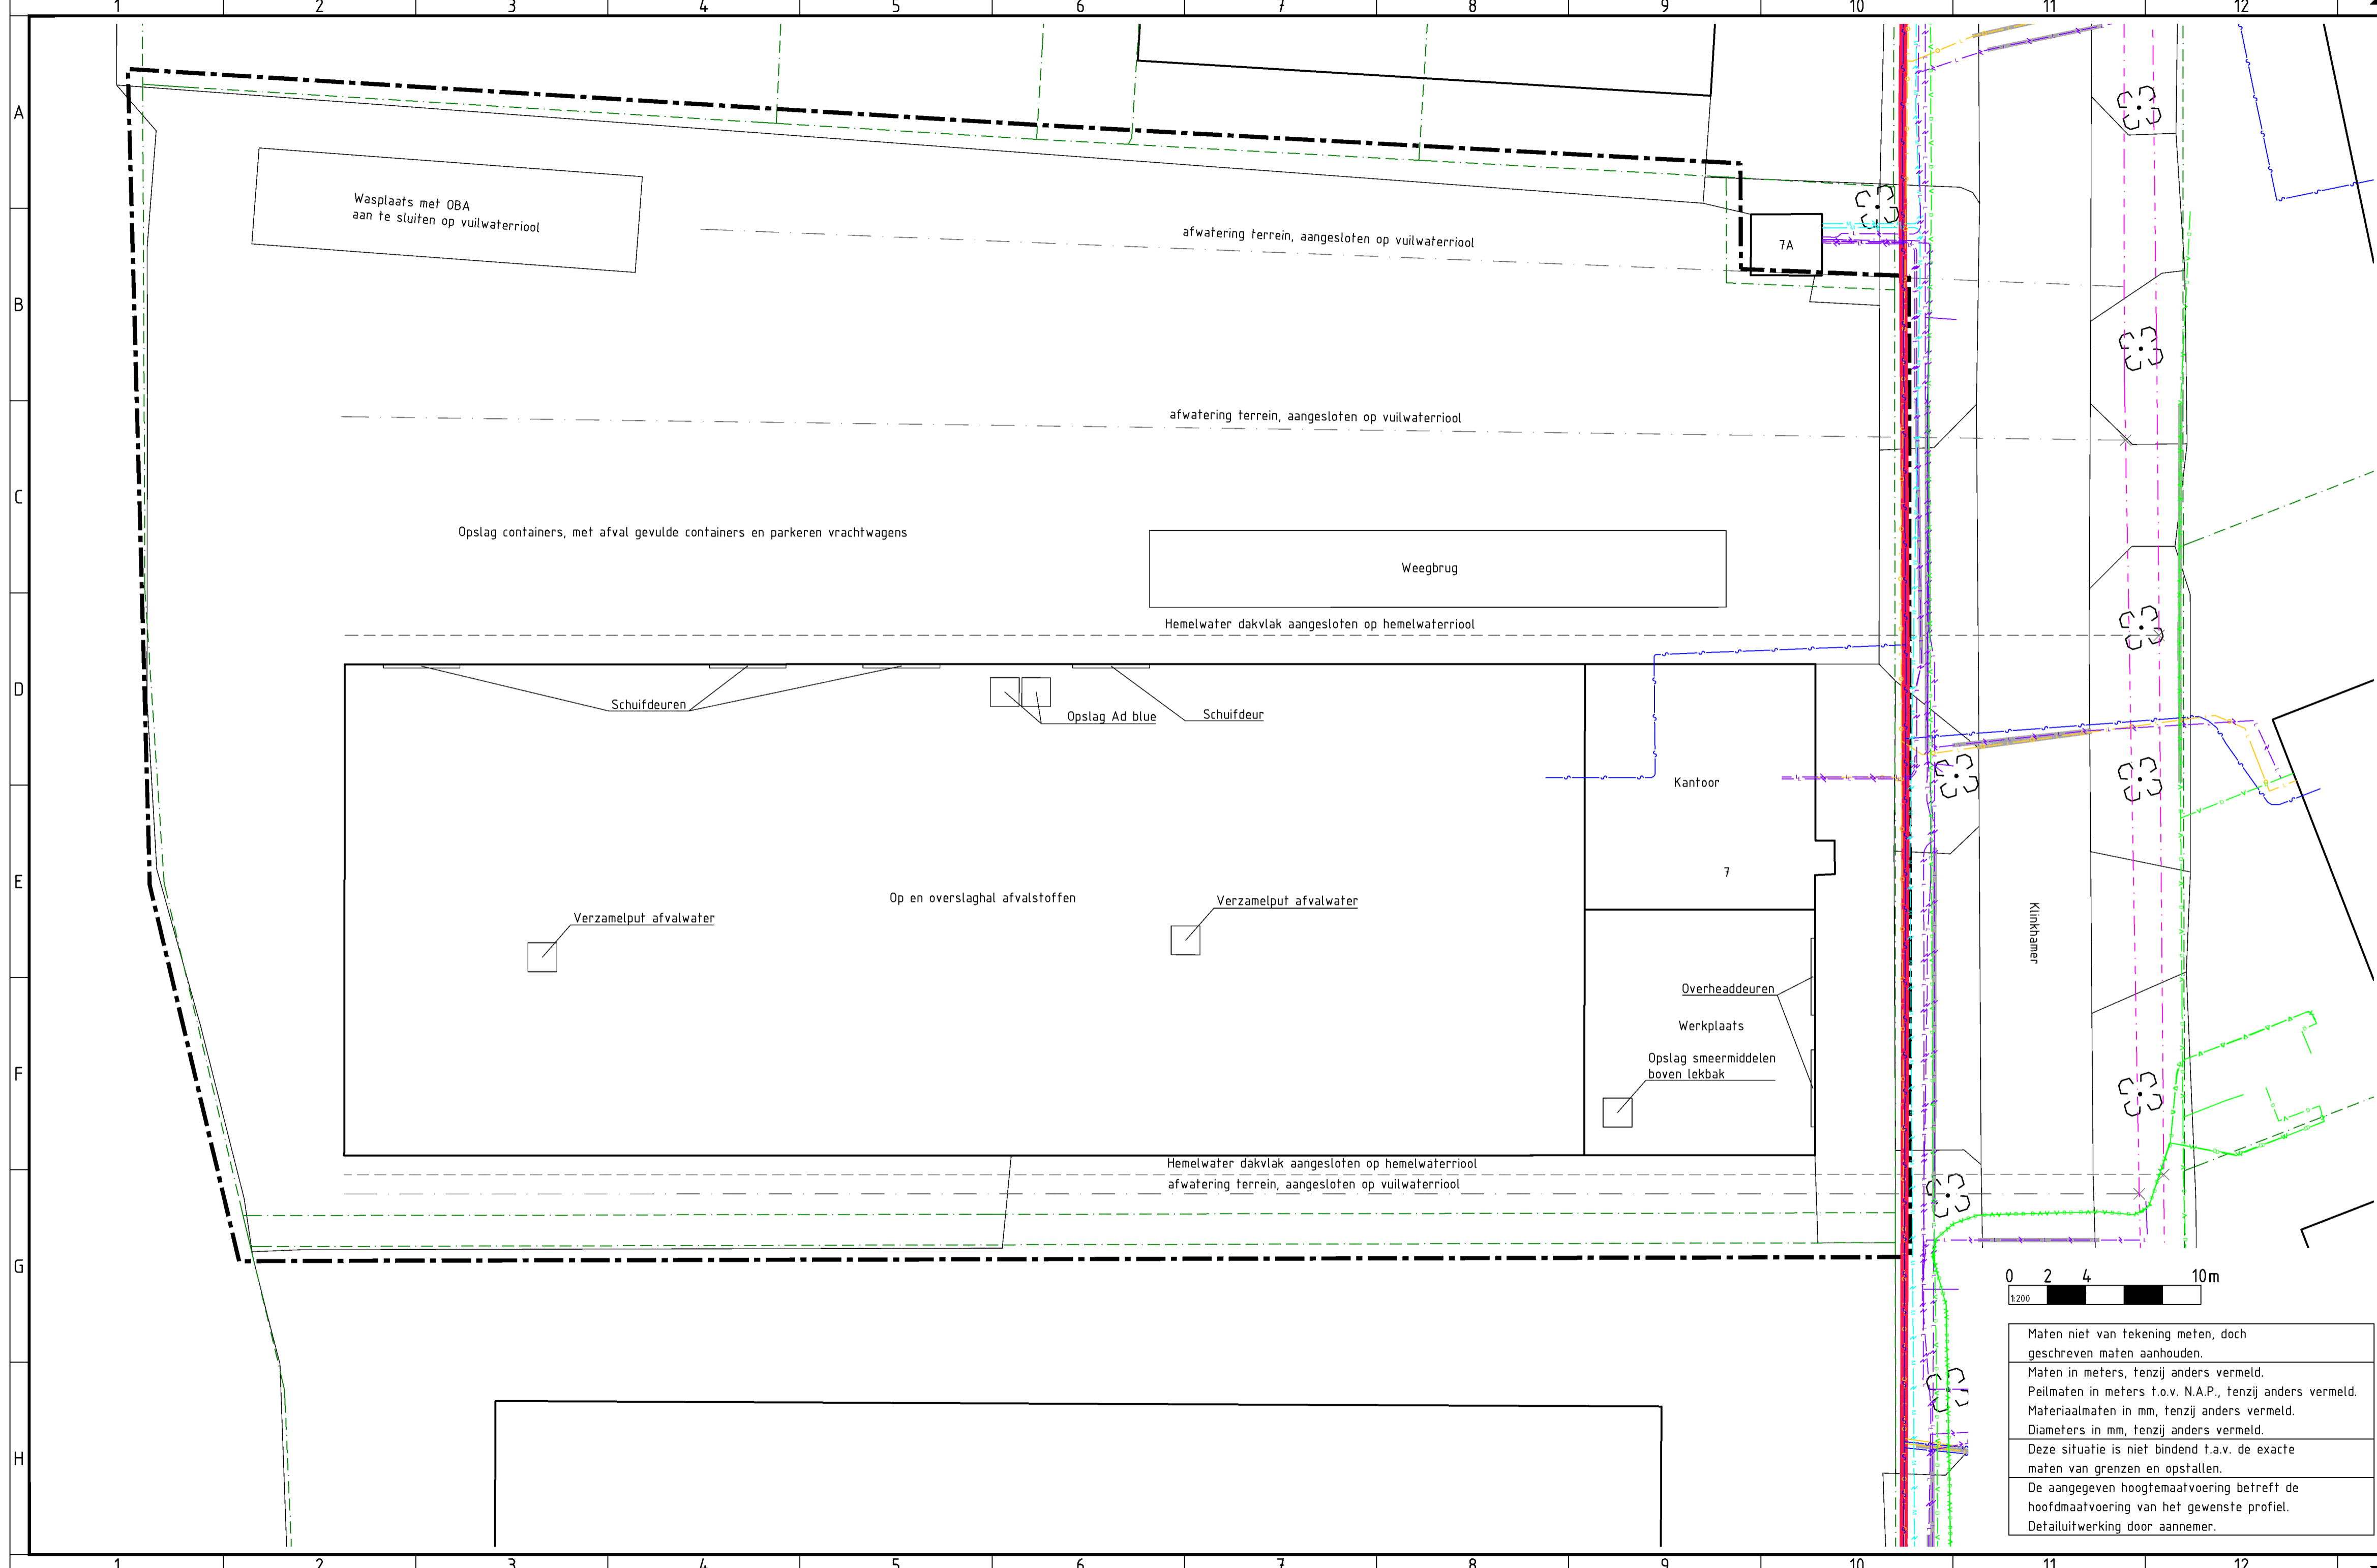 1 2 3 4 5 6 7 8 9 10 11 12
A
Wasplaats met OBA
aan te sluiten op vuilwaterriool
afwatering terrein, aangesloten op vuilwaterriool
7A
B
afwatering terrein, aangesloten op vuilwaterriool
C
Opslag containers, met afval gevulde containers en parkeren vrachtwagens
Weegbrug
Hemelwater dakvlak aangesloten op hemelwaterriool
D
Schuifdeuren
Opslag Ad blue
Schuifdeur
Kantoor
7
E
Op en overslaghal afvalstoffen
Verzamelput afvalwater
Verzamelput afvalwater
Klinkhamer
Overheaddeuren
Werkplaats
Opslag smeermiddelen
boven lekbak
F
Hemelwater dakvlak aangesloten op hemelwaterriool
afwatering terrein, aangesloten op vuilwaterriool
G
0 2 4 10m
1:200
Maten niet van tekening meten, doch
geschreven maten aanhouden.
Maten in meters, tenzij anders vermeld.
Peilmaten in meters t.o.v. N.A.P., tenzij anders vermeld.
Materiaalmaten in mm, tenzij anders vermeld.
Diameters in mm, tenzij anders vermeld.
Deze situatie is niet bindend t.a.v. de exacte
maten van grenzen en opstallen.
De aangegeven hoogtemaatvoering betreft de
hoofdmaatvoering van het gewenste profiel.
Detailuitwerking door aannemer.
H
1 2 3 4 5 6 7 8 9 10 11 12